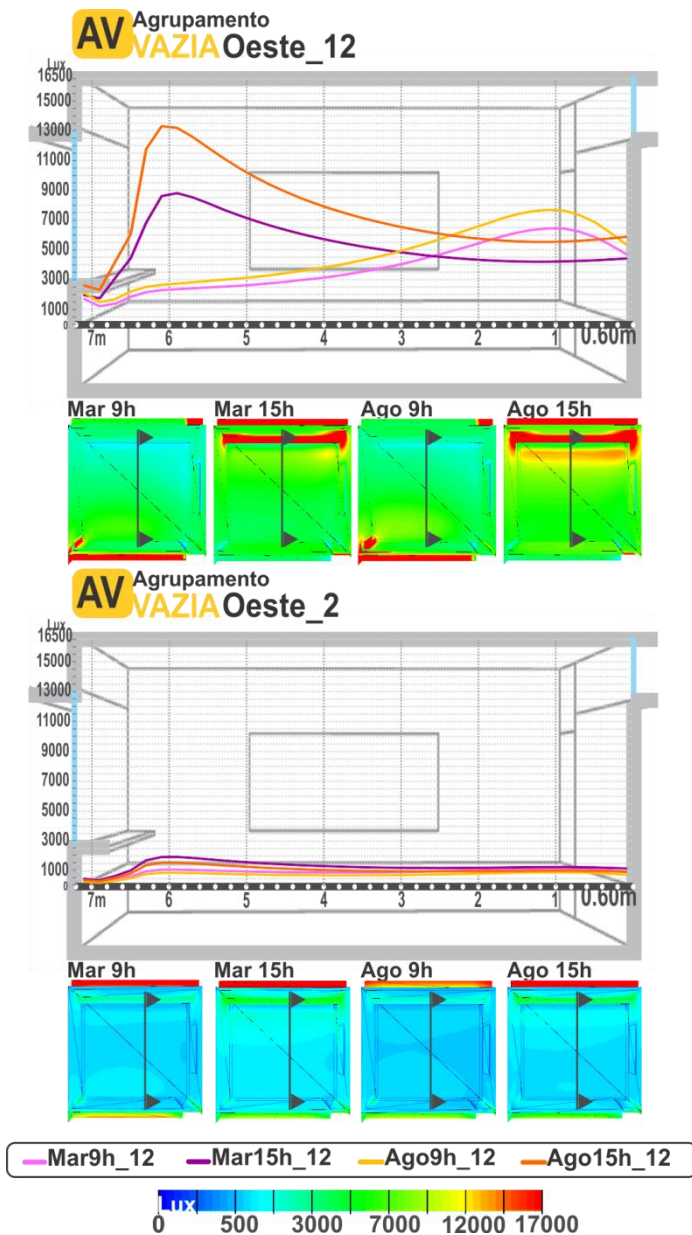 AV Agrupamento
VAZIA Oeste_12
Lux
16500
15000
13000
11000
9000
7000
5000
3000
1000
0
7m 6 5 4 3 2 1 0.60m
Mar 9h Mar 15h Ago 9h Ago 15h
AV Agrupamento
VAZIA Oeste_2
Lux
16500
15000
13000
11000
9000
7000
5000
3000
1000
0
7m 6 5 4 3 2 1 0.60m
Mar 9h Mar 15h Ago 9h Ago 15h
Mar9h_12 Mar15h_12 Ago9h_12 Ago15h_12
Lux
0 500 3000 7000 12000 17000